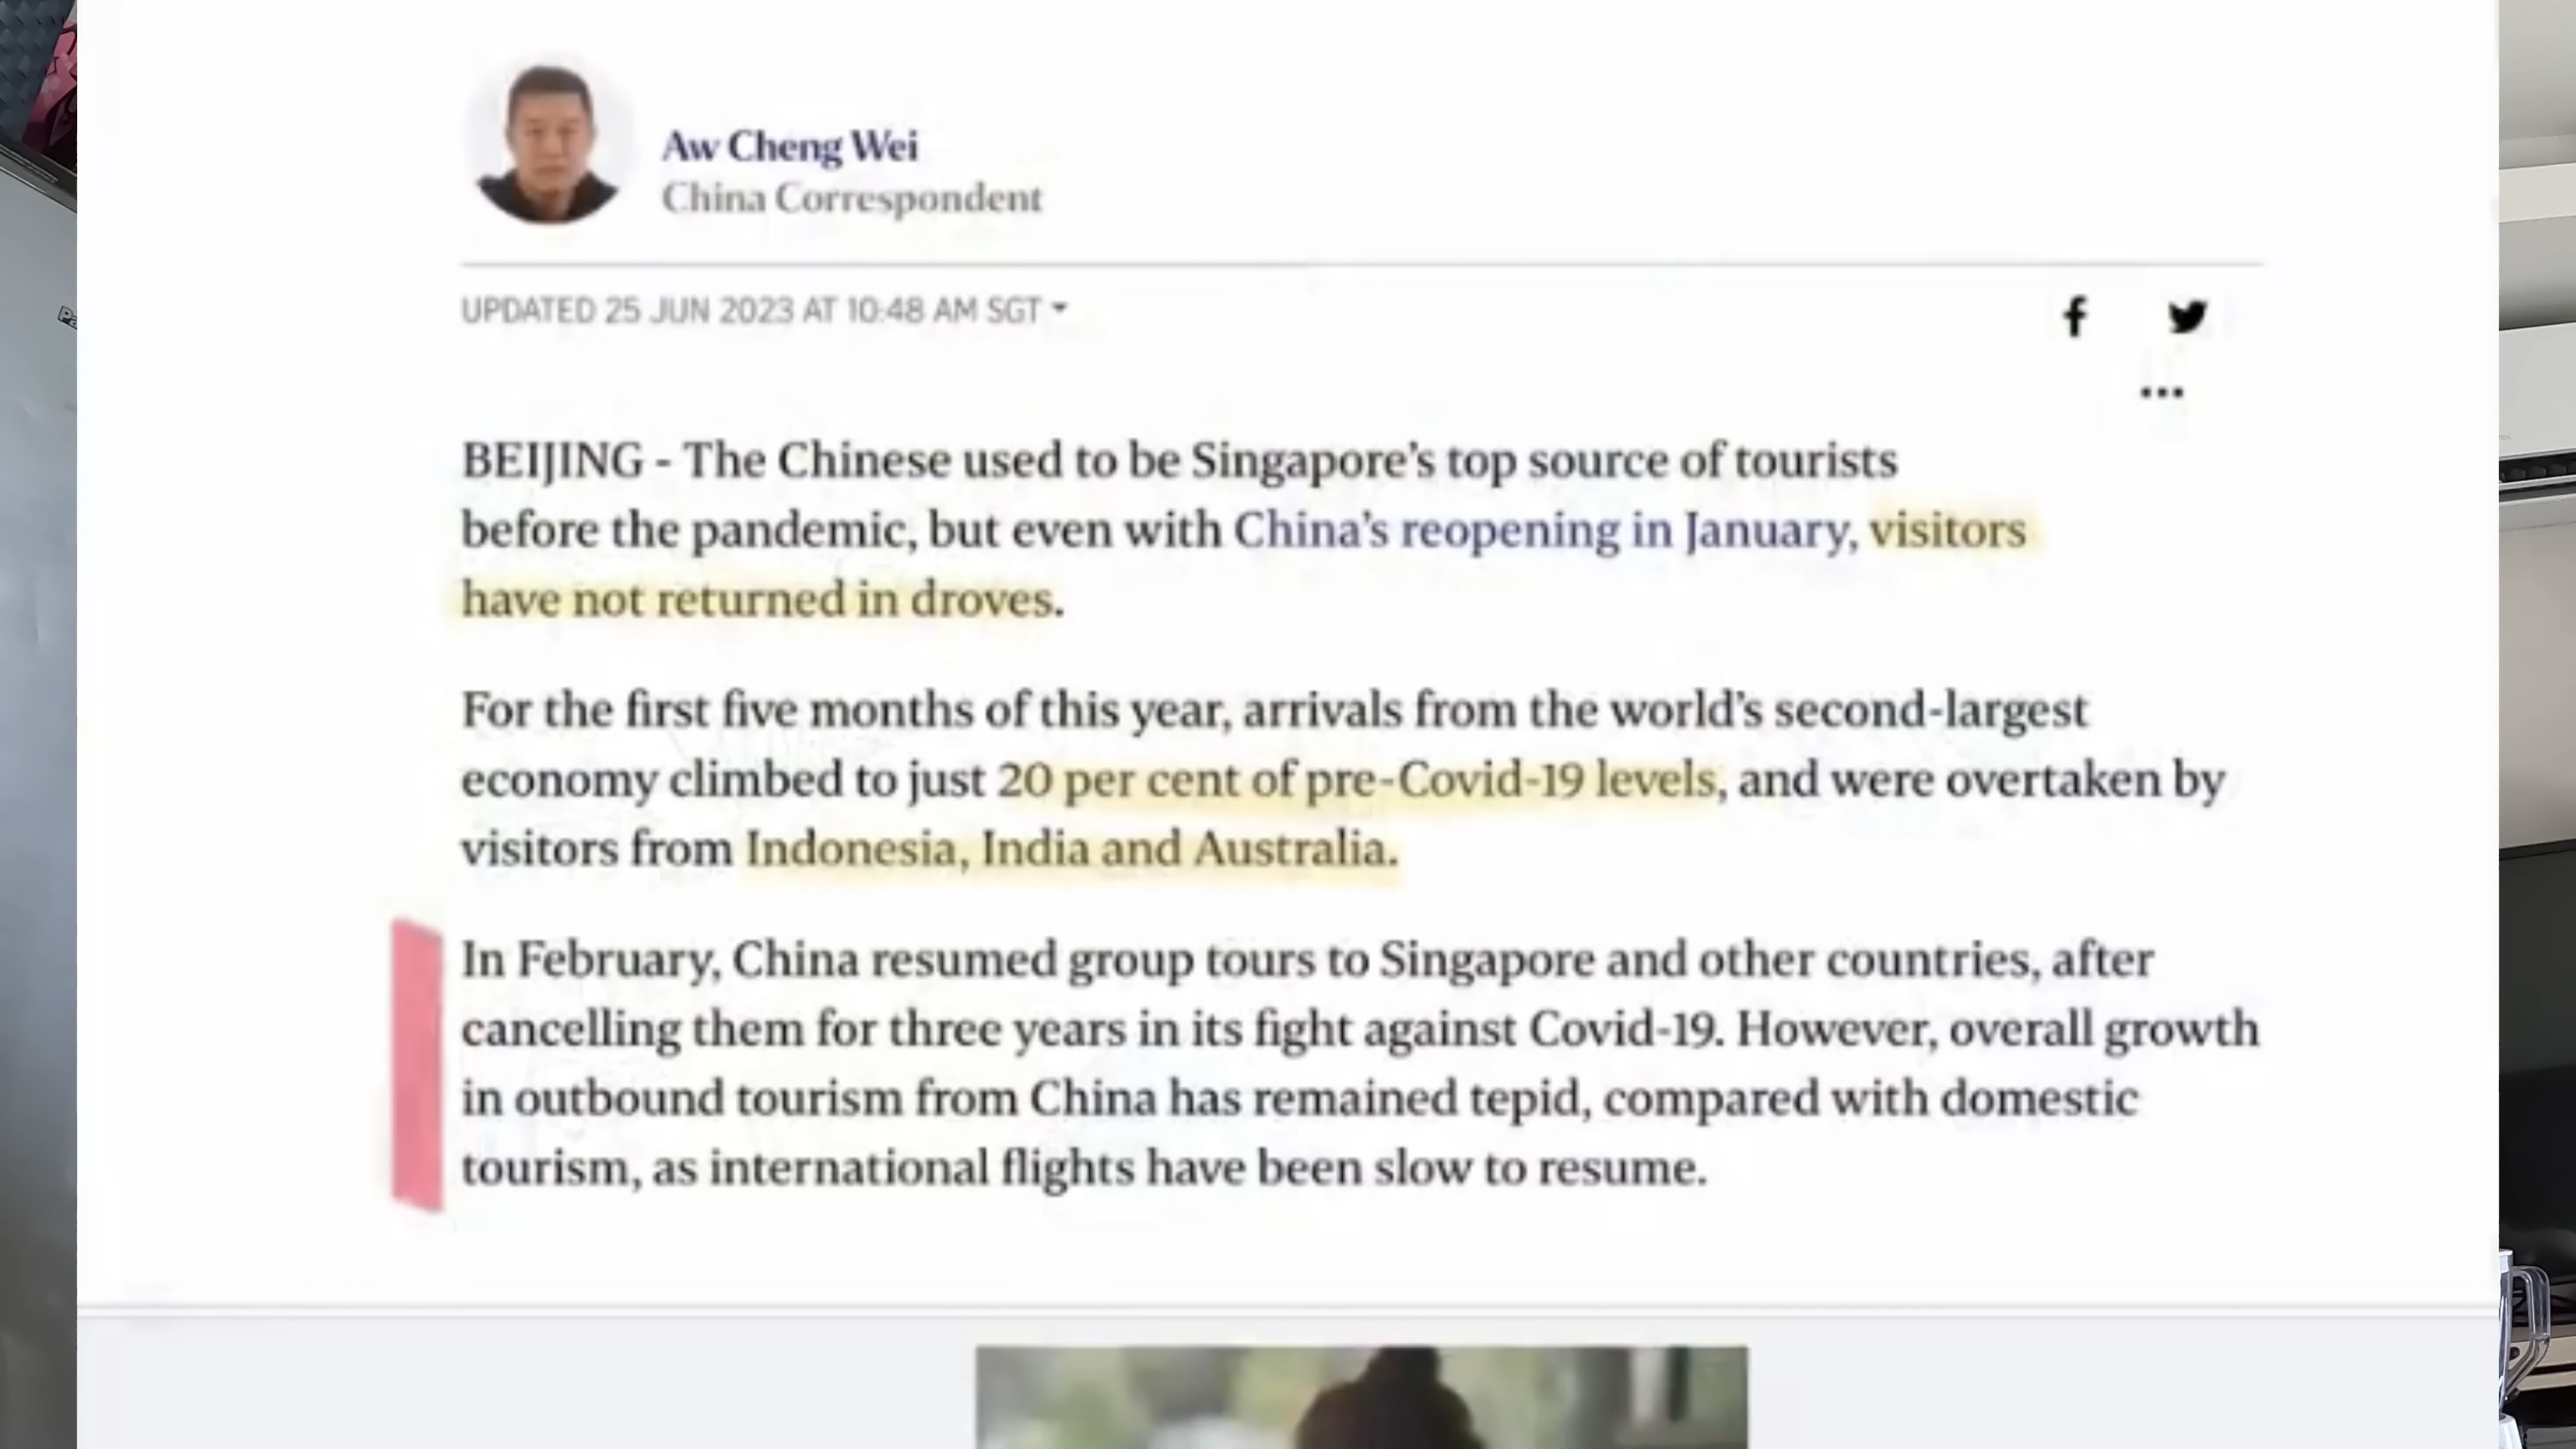 Aw Cheng Wei
China Correspondent
UPDATED 25 JUN 2023 AT 10:48 AM SGT
BEIJING - The Chinese used to be Singapore's top source of tourists
before the pandemic, but even with China's reopening in January, visitors
have not returned in droves.
For the first five months of this year, arrivals from the world's second-largest
economy climbed to just 20 per cent of pre-Covid-19 levels, and were overtaken by
visitors from Indonesia, India and Australia.
In February, China resumed group tours to Singapore and other countries, after
cancelling them for three years in its fight against Covid-19. However, overall growth
in outbound tourism from China has remained tepid, compared with domestic
tourism, as international flights have been slow to resume.